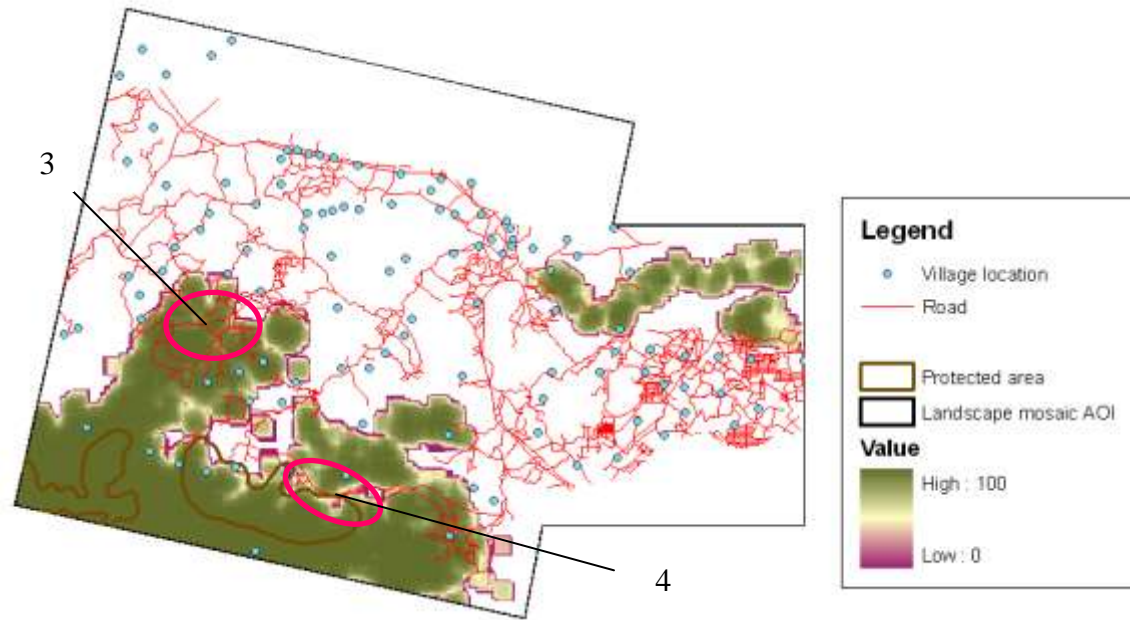 3
4
Legend
Village location
Road
Protected area
Landscape mosaic AOI
Value
High : 100
Low : 0